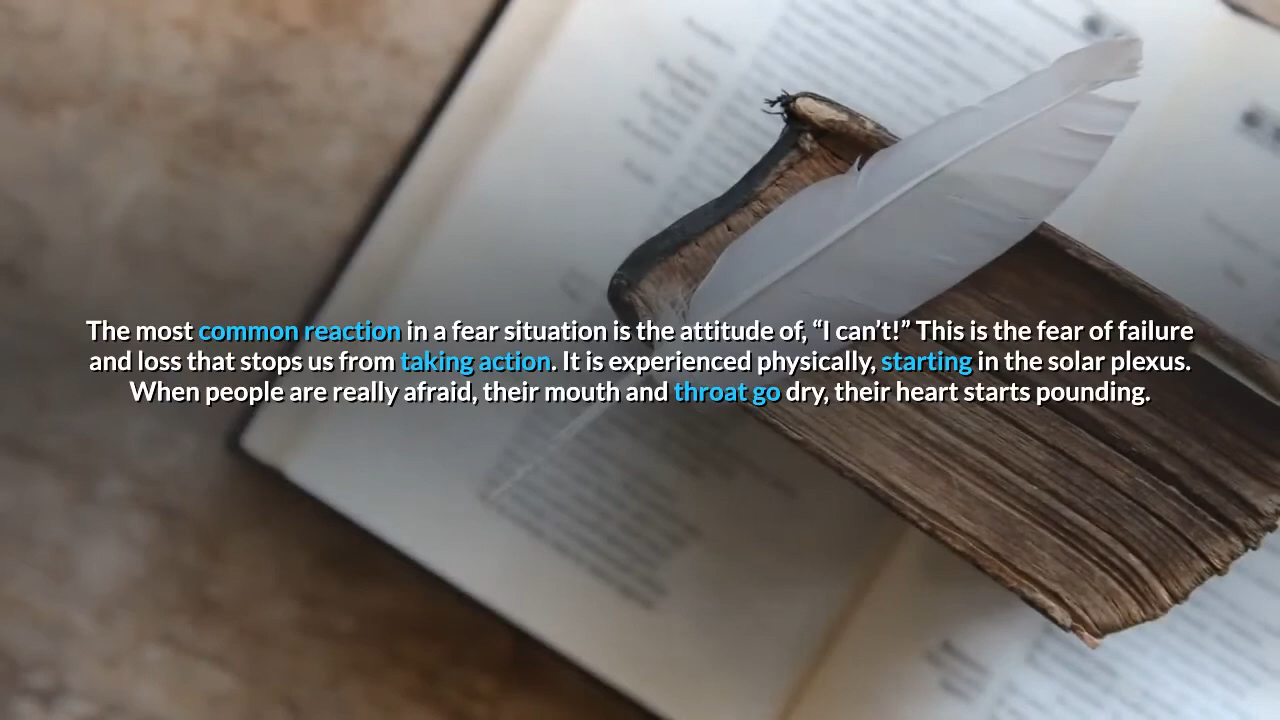 The most common reaction in a fear situation is the attitude of, “I can’t!” This is the fear of failure
and loss that stops us from taking action. It is experienced physically, starting in the solar plexus.
When people are really afraid, their mouth and throat go dry, their heart starts pounding.